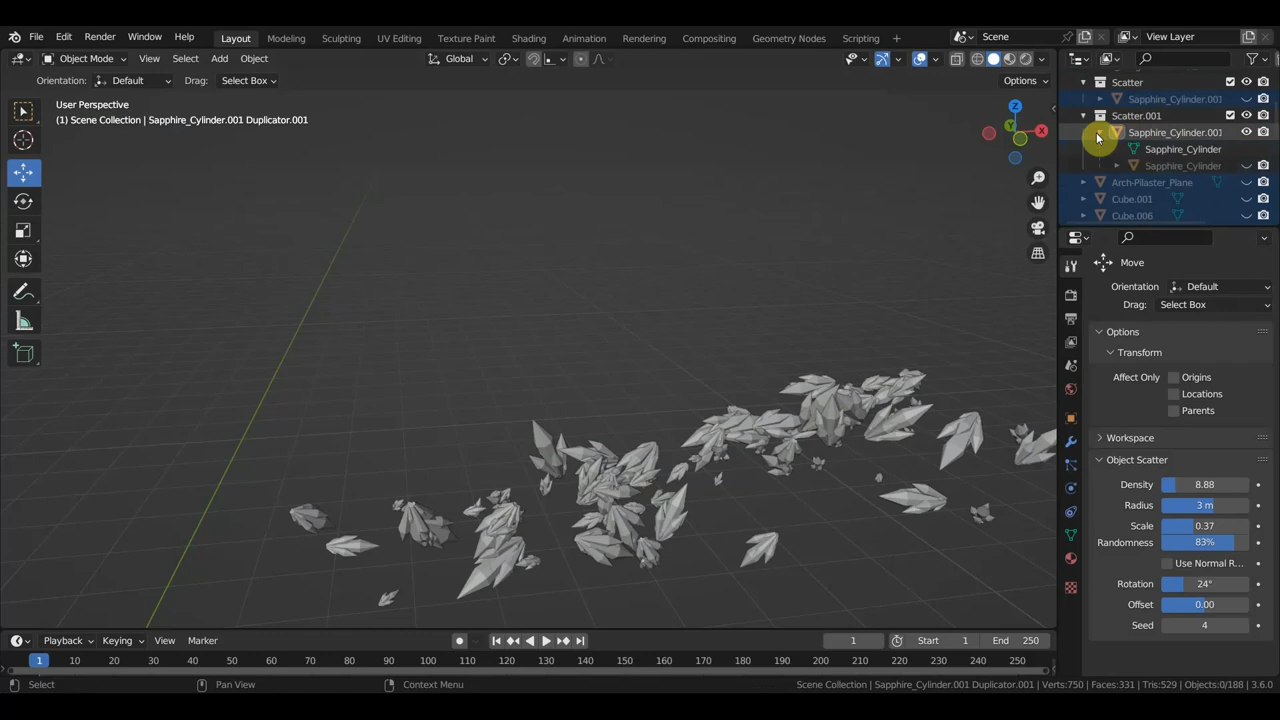 File Edit Render Window Help Layout Modeling Sculpting UV Editing Texture Paint Shading Animation Rendering Compositing Geometry Nodes Scripting + Scene View Layer
Object Mode View Select Add Object Global
Orientation: Default Drag: Select Box Options
User Perspective
(1) Scene Collection | Sapphire_Cylinder.001 Duplicator.001
X
Y
Z
Scatter
Sapphire_Cylinder.001
Scatter.001
Sapphire_Cylinder.001
Sapphire_Cylinder
Sapphire_Cylinder
Arch-Pilaster_Plane
Cube.001
Cube.006
Move
Orientation Default
Drag: Select Box
Options
Transform
Affect Only Origins
Locations
Parents
Workspace
Object Scatter
Density 8.88
Radius 3 m
Scale 0.37
Randomness 83%
Use Normal R...
Rotation 24°
Offset 0.00
Seed 4
Playback Keying View Marker 1 Start 1 End 250
1 10 20 30 40 50 60 70 80 90 100 110 120 130 140 150 160 170 180 190 200 210 220 230 240 250
Select Pan View Context Menu Scene Collection | Sapphire_Cylinder.001 Duplicator.001 | Verts:750 | Faces:331 | Tris:529 | Objects:0/188 | 3.6.0